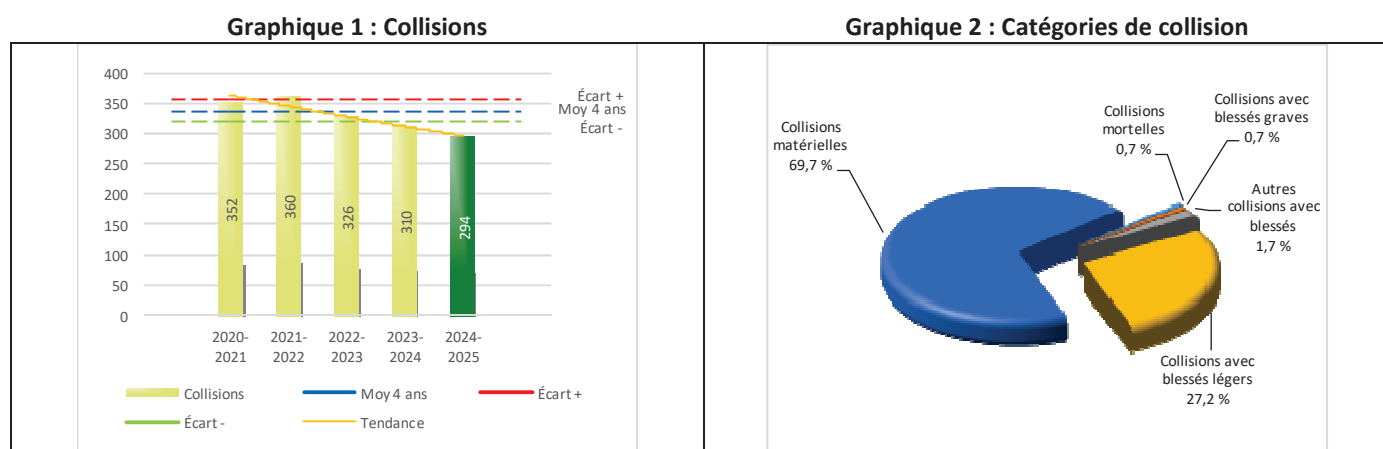 Graphique 1 : Collisions
400
350
300
250
200
150
100
50
0
Écart +
Moy 4 ans
Écart -
352
360
326
310
294
2020-
2021
2021-
2022
2022-
2023
2023-
2024
2024-
2025
Collisions
Moy 4 ans
Écart +
Écart -
Tendance
Graphique 2 : Catégories de collision
Collisions
matérielles
69,7 %
Collisions
mortelles
0,7 %
Collisions avec
blessés graves
0,7 %
Autres
collisions avec
blessés
1,7 %
Collisions avec
blessés légers
27,2 %